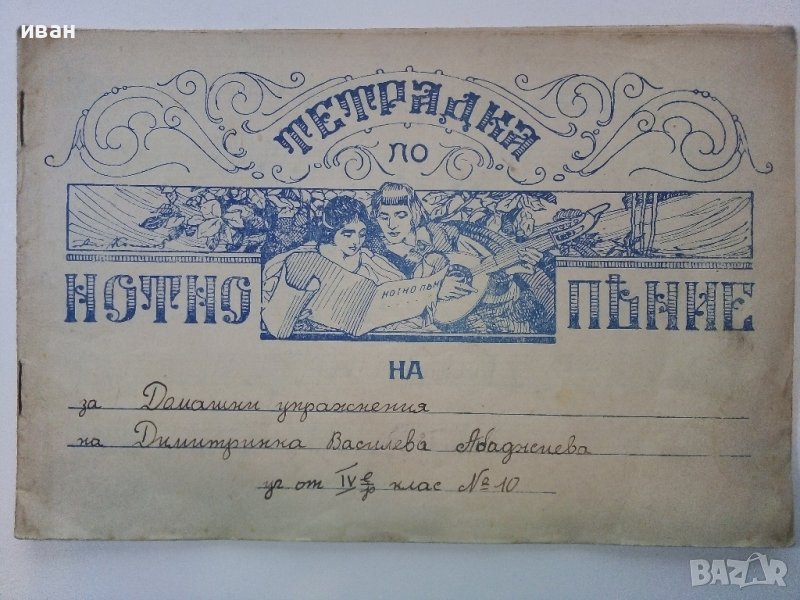 иван
ТЕТРАДКА
ПО
НОТНО ПѢНИЕ
НОТНО ПѢН
НА
за Домашни упражнения
на Димитринка Василева Абаджиева
уч от IV клас № 10
BAZAR